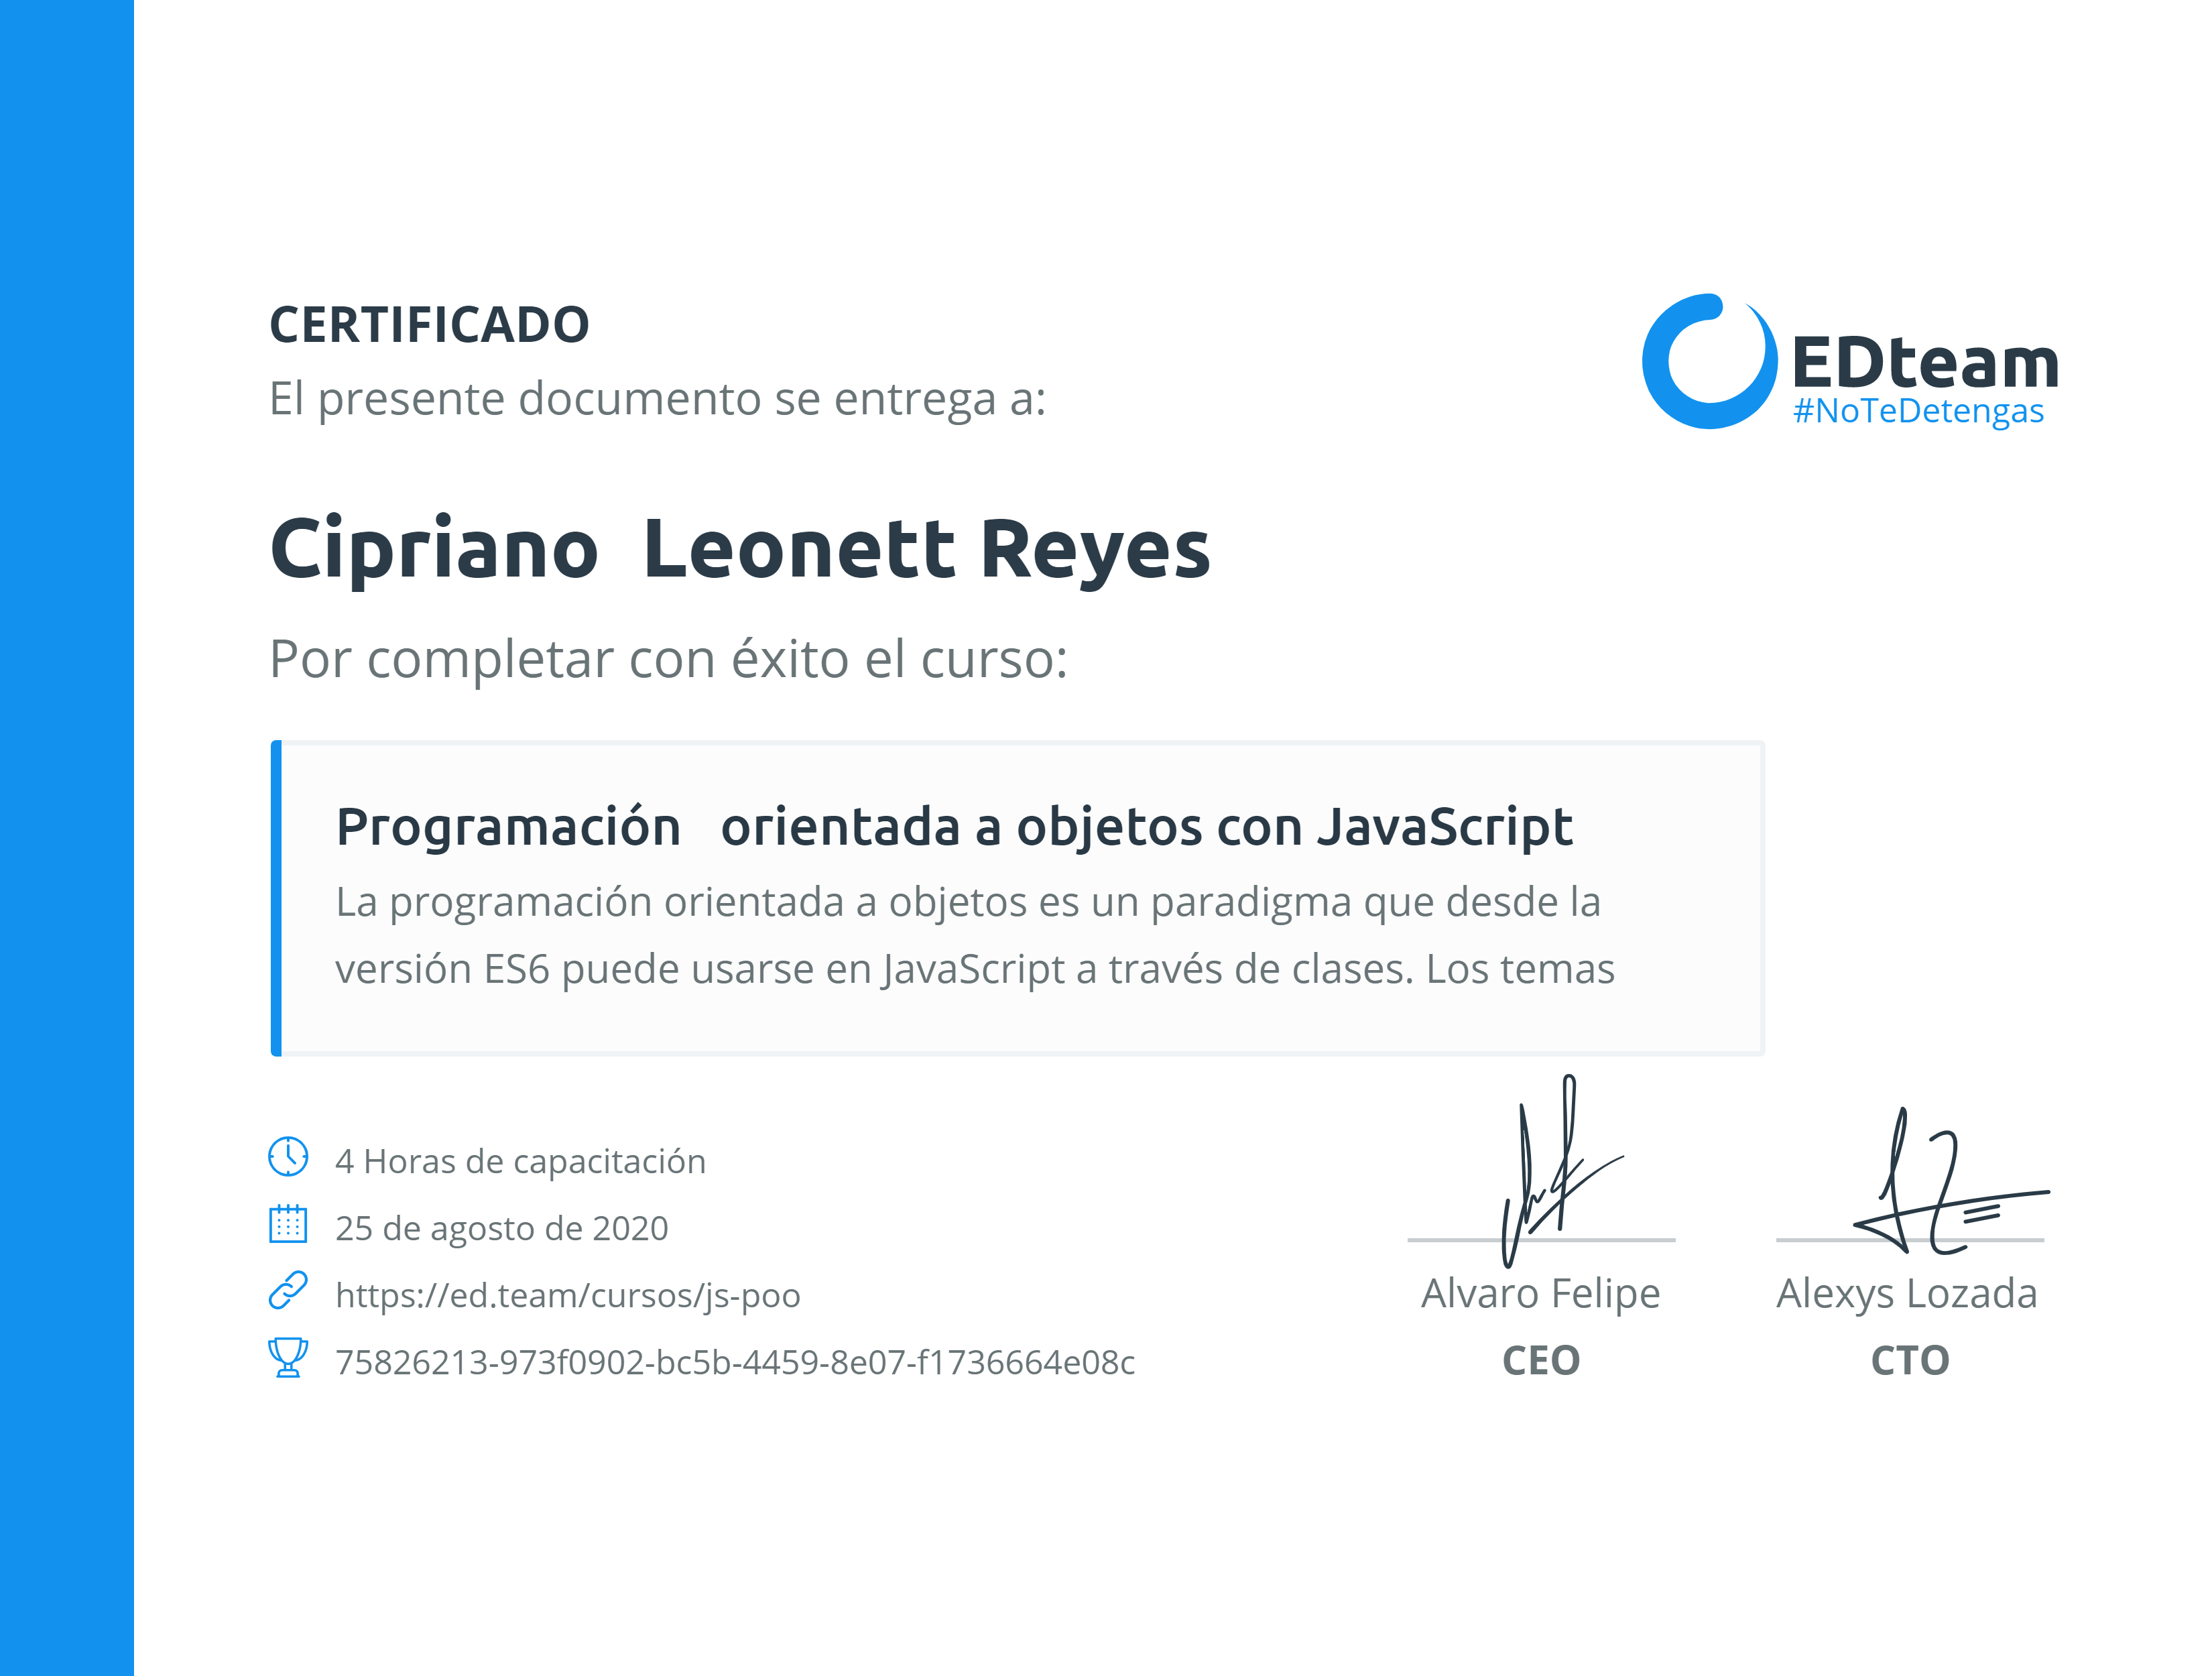 CERTIFICADO
El presente documento se entrega a:
EDteam
#NoTeDetengas
Cipriano  Leonett Reyes
Por completar con éxito el curso:
Programación  orientada a objetos con JavaScript
La programación orientada a objetos es un paradigma que desde la
versión ES6 puede usarse en JavaScript a través de clases. Los temas
4 Horas de capacitación
25 de agosto de 2020
https://ed.team/cursos/js-poo
75826213-973f0902-bc5b-4459-8e07-f1736664e08c
Alvaro Felipe
CEO
Alexys Lozada
CTO